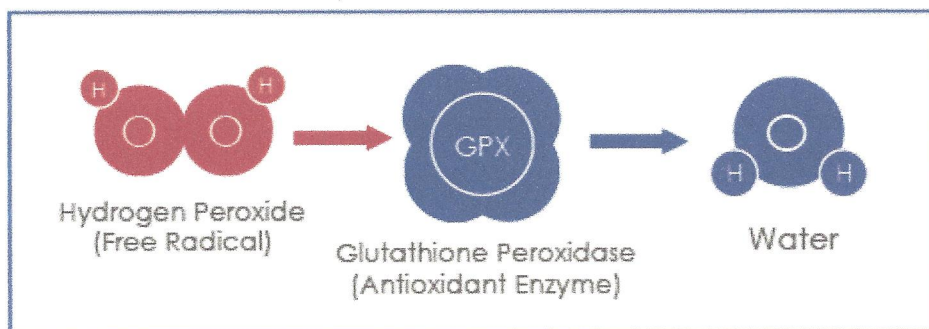 H H
O O
Hydrogen Peroxide
(Free Radical)
GPX
Glutathione Peroxidase
(Antioxidant Enzyme)
O
H H
Water